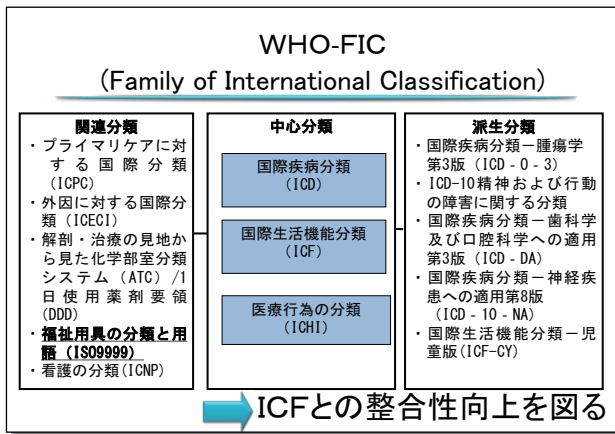 WHO-FIC
(Family of International Classification)
関連分類
・プライマリケアに対
する国際分類
(ICPC)
・外因に対する国際分
類(ICECI)
・解剖・治療の見地から
見た化学部室分類
システム(ATC)/1
日使用薬剤要領
(DDD)
・福祉用具の分類と用
語(ISO9999)
・看護の分類(ICNP)
中心分類
国際疾病分類
(ICD)
国際生活機能分類
(ICF)
医療行為の分類
(ICHI)
派生分類
・国際疾病分類－腫瘍学
第3版(ICD‐0‐3)
・ICD-10精神および行動
の障害に関する分類
・国際疾病分類－歯科学
及び口腔科学への適用
第3版(ICD‐DA)
・国際疾病分類－神経疾
患への適用第8版
(ICD‐10‐NA)
・国際生活機能分類－児
童版(ICF-CY)
ICFとの整合性向上を図る